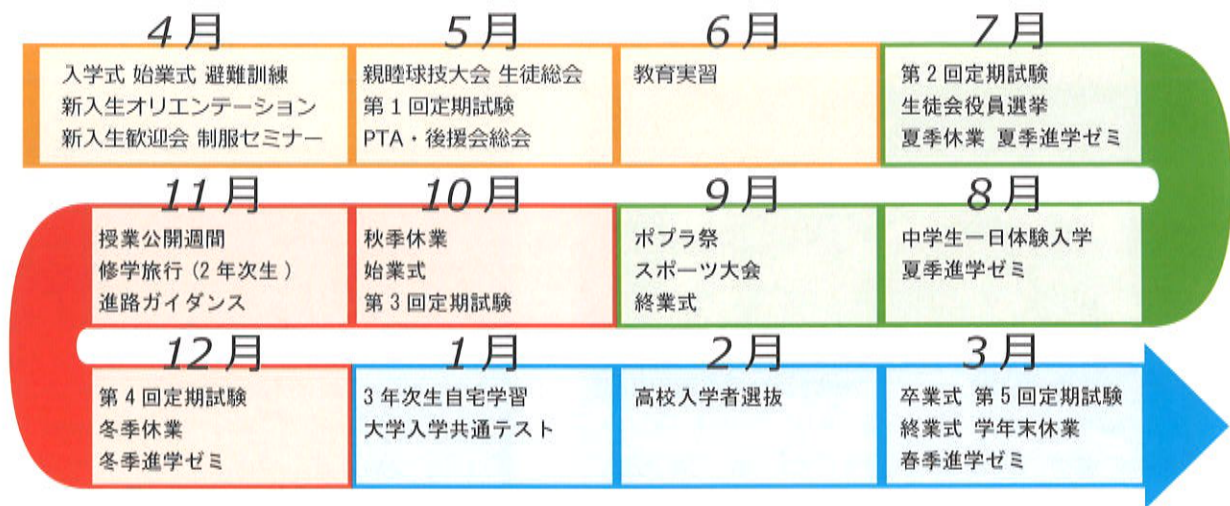 4月
入学式 始業式 避難訓練
新入生オリエンテーション
新入生歓迎会 制服セミナー
5月
親睦球技大会 生徒総会
第1回定期試験
PTA・後援会総会
6月
教育実習
7月
第2回定期試験
生徒会役員選挙
夏季休業 夏季進学ゼミ
8月
中学生一日体験入学
夏季進学ゼミ
9月
ポプラ祭
スポーツ大会
終業式
10月
秋季休業
始業式
第3回定期試験
11月
授業公開週間
修学旅行(2年次生)
進路ガイダンス
12月
第4回定期試験
冬季休業
冬季進学ゼミ
1月
3年次生自宅学習
大学入学共通テスト
2月
高校入学者選抜
3月
卒業式 第5回定期試験
終業式 学年末休業
春季進学ゼミ